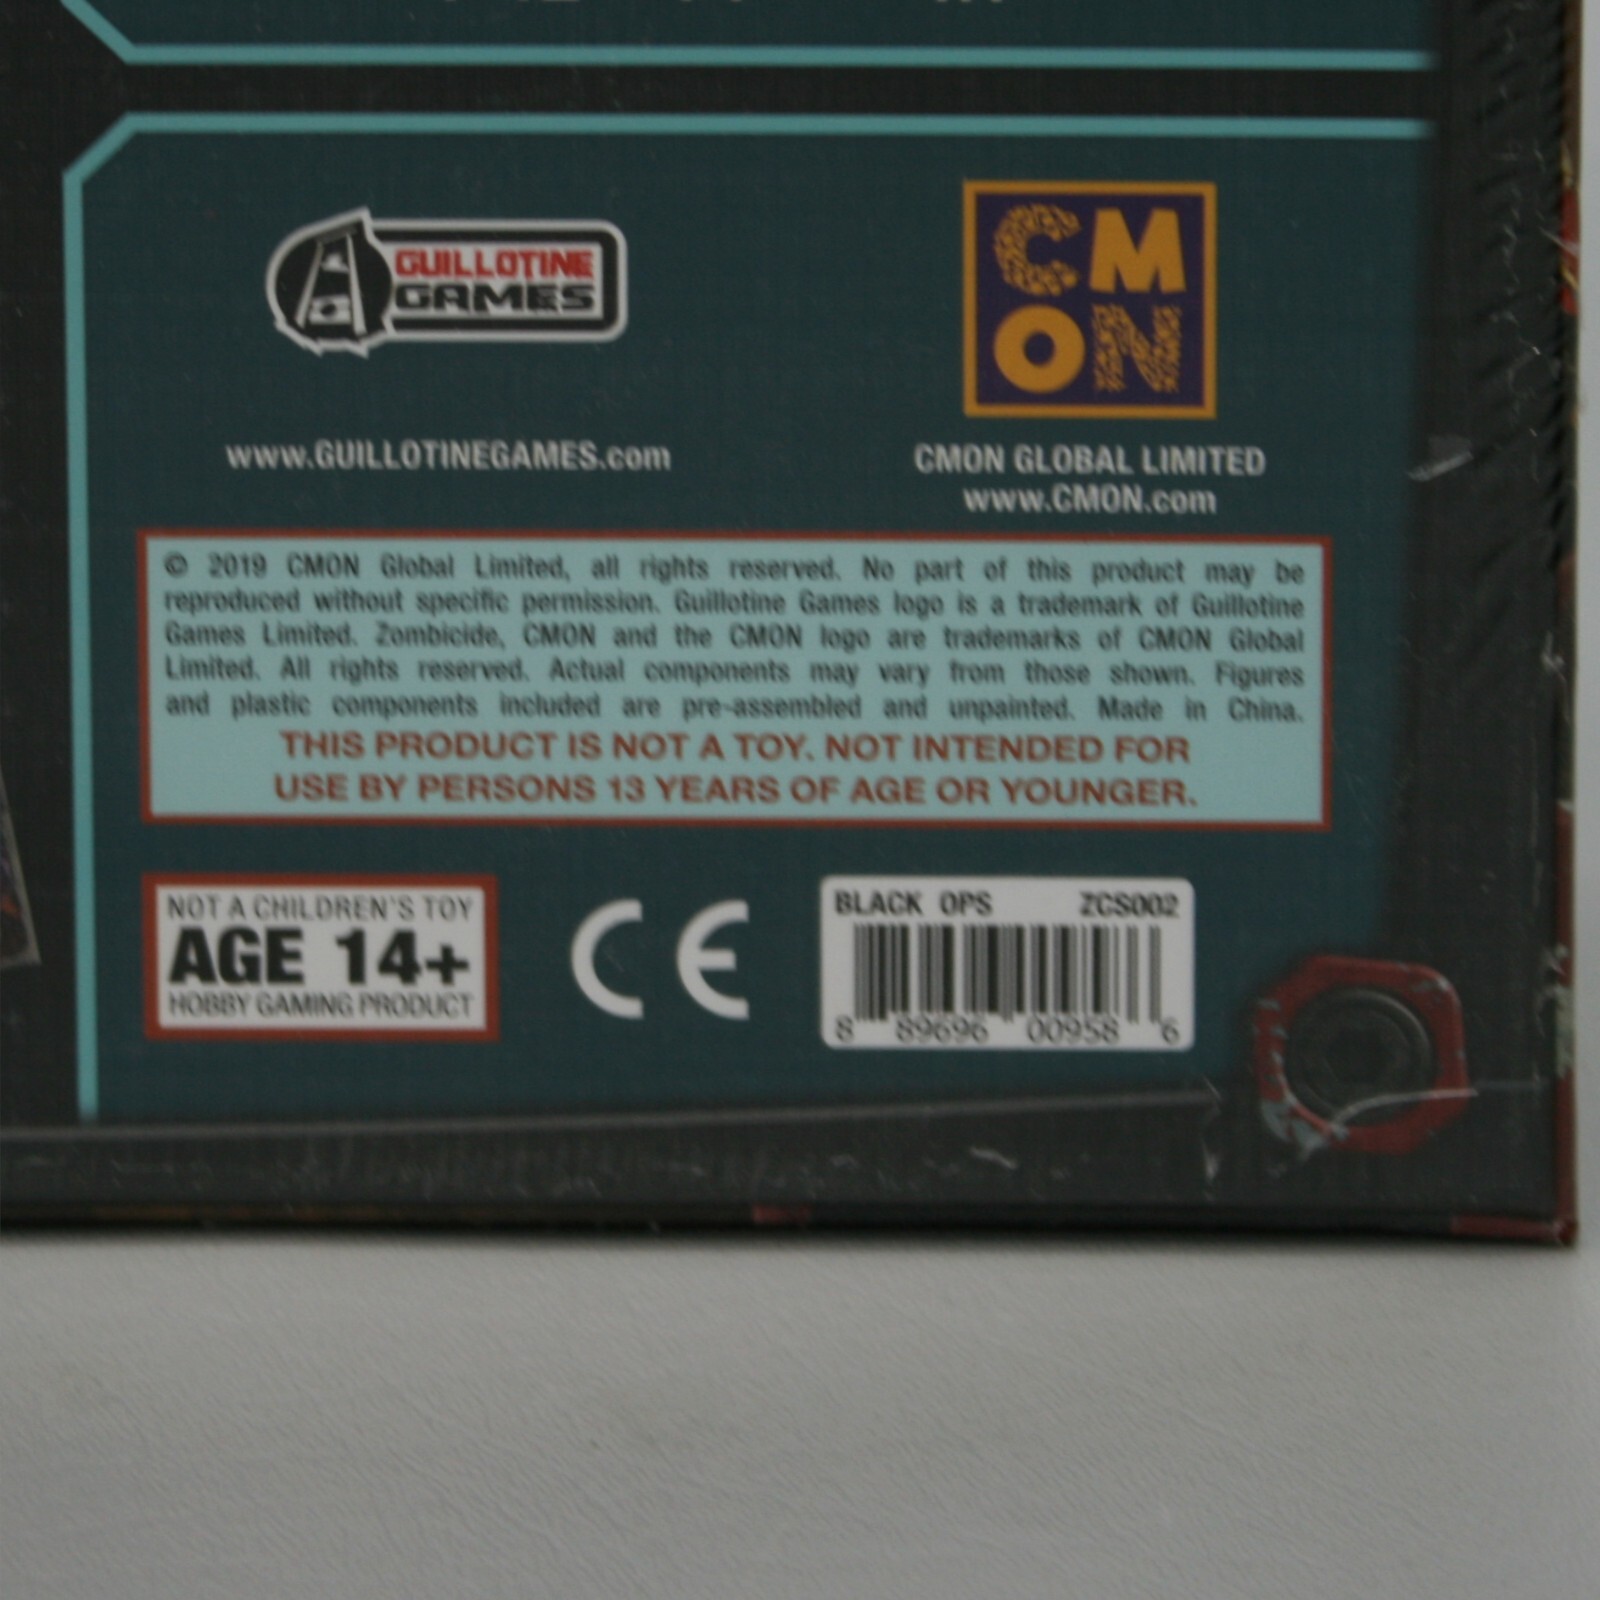 GUILLOTINE
GAMES
CM
ON
www.GUILLOTINEGAMES.com
CMON GLOBAL LIMITED
www.CMON.com
© 2019 CMON Global Limited, all rights reserved. No part of this product may be
reproduced without specific permission. Guillotine Games logo is a trademark of Guillotine
Games Limited. Zombicide, CMON and the CMON logo are trademarks of CMON Global
Limited. All rights reserved. Actual components may vary from those shown. Figures
and plastic components included are pre-assembled and unpainted. Made in China.
THIS PRODUCT IS NOT A TOY. NOT INTENDED FOR
USE BY PERSONS 13 YEARS OF AGE OR YOUNGER.
NOT A CHILDREN'S TOY
AGE 14+
HOBBY GAMING PRODUCT
CE
BLACK OPS ZCS002
8 89696 00958 6